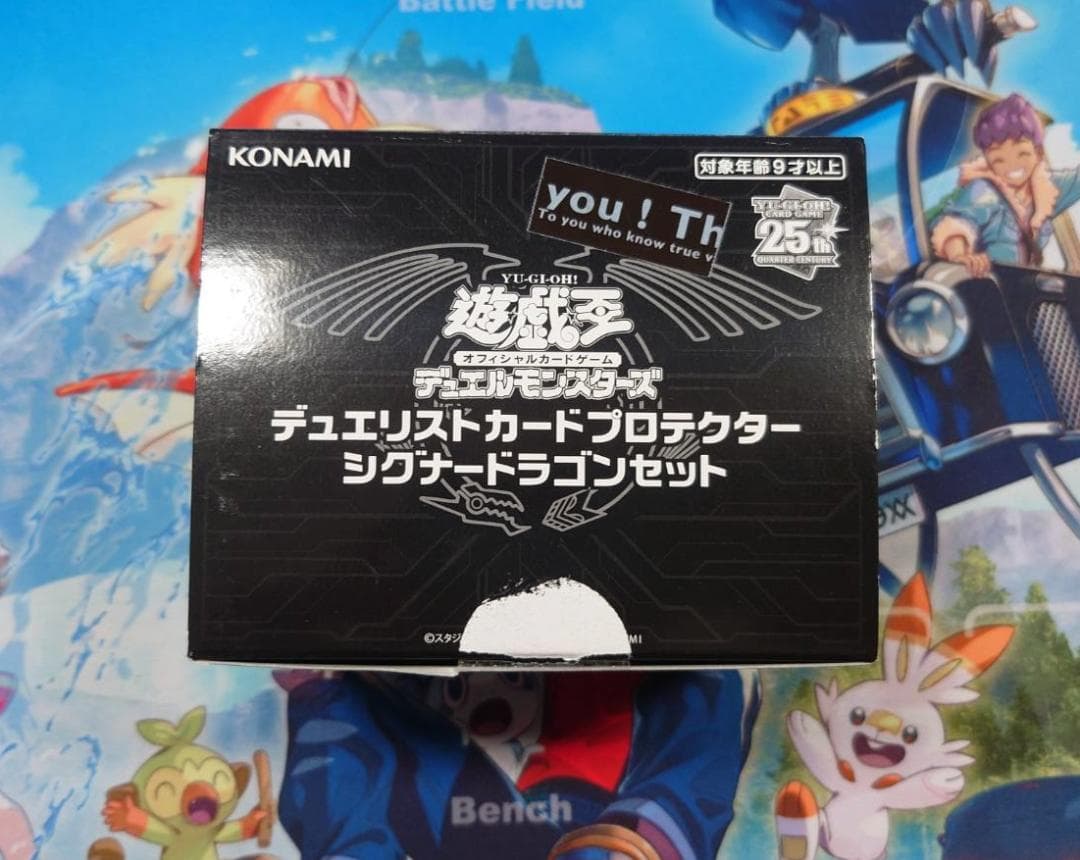 Battle Field
KONAMI
対象年齢9才以上
you! Th
To you who know true v
YU-GI-OH!
CARD GAME
25th
QUARTER CENTURY
YU-GI-OH!
遊戯王
オフィシャルカードゲーム
デュエルモンスターズ
デュエリストカードプロテクター
シグナードラゴンセット
©スタジ
MI
Bench